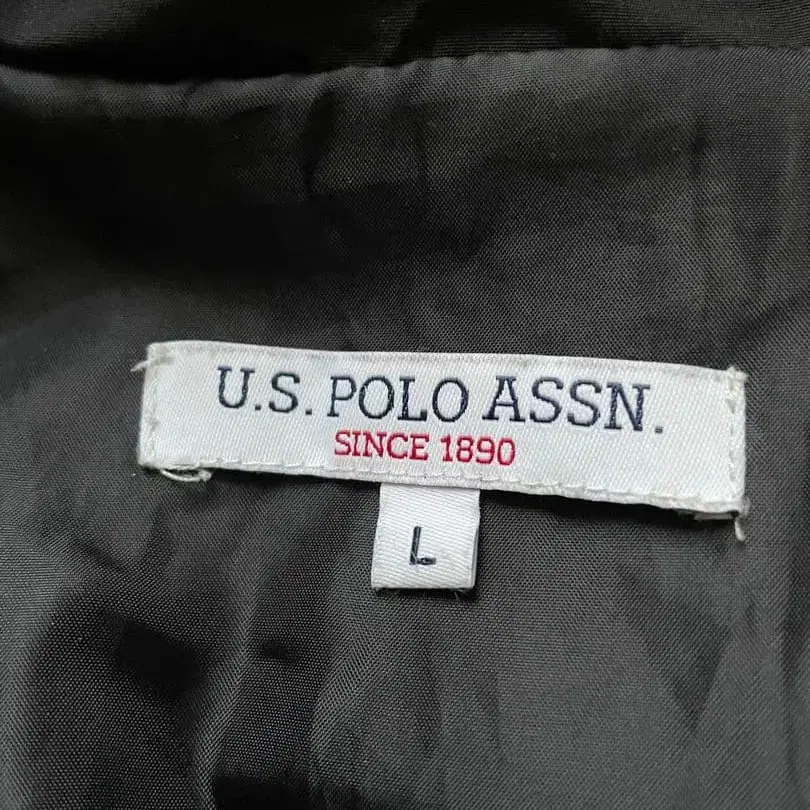 U.S. POLO ASSN.
SINCE 1890
L